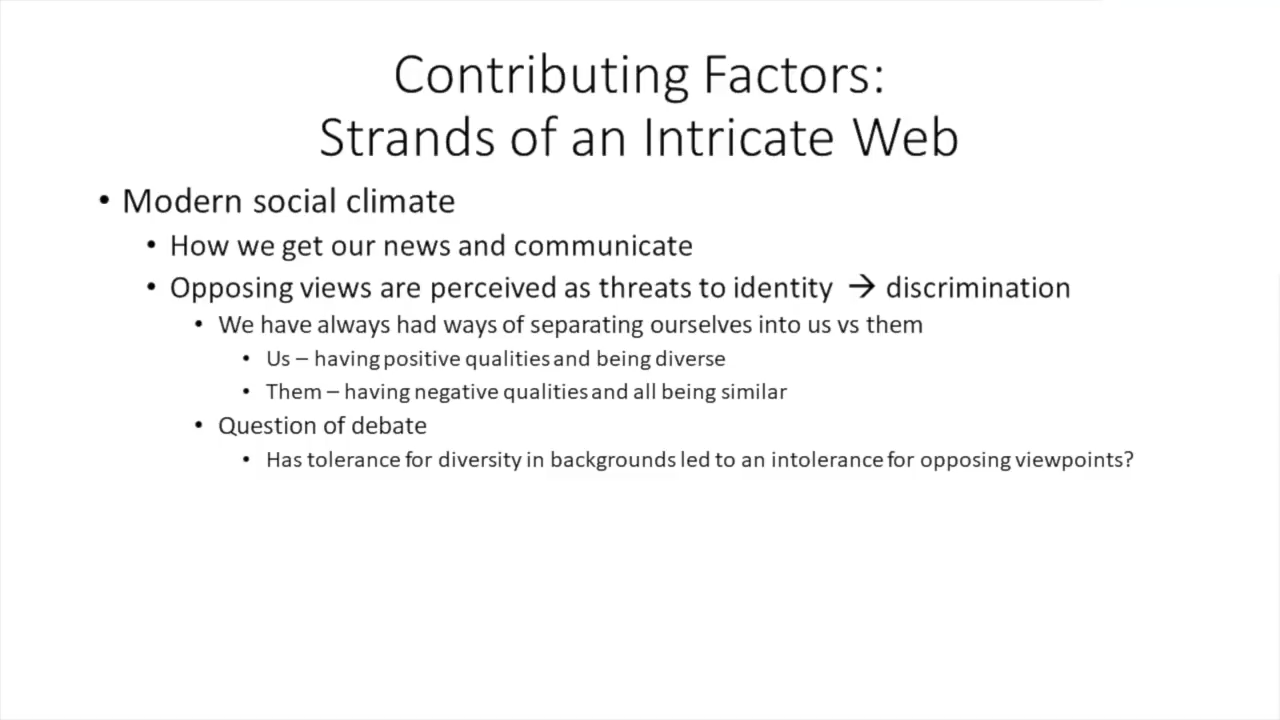 Contributing Factors:
Strands of an Intricate Web
• Modern social climate
• How we get our news and communicate
• Opposing views are perceived as threats to identity → discrimination
• We have always had ways of separating ourselves into us vs them
• Us – having positive qualities and being diverse
• Them – having negative qualities and all being similar
• Question of debate
• Has tolerance for diversity in backgrounds led to an intolerance for opposing viewpoints?